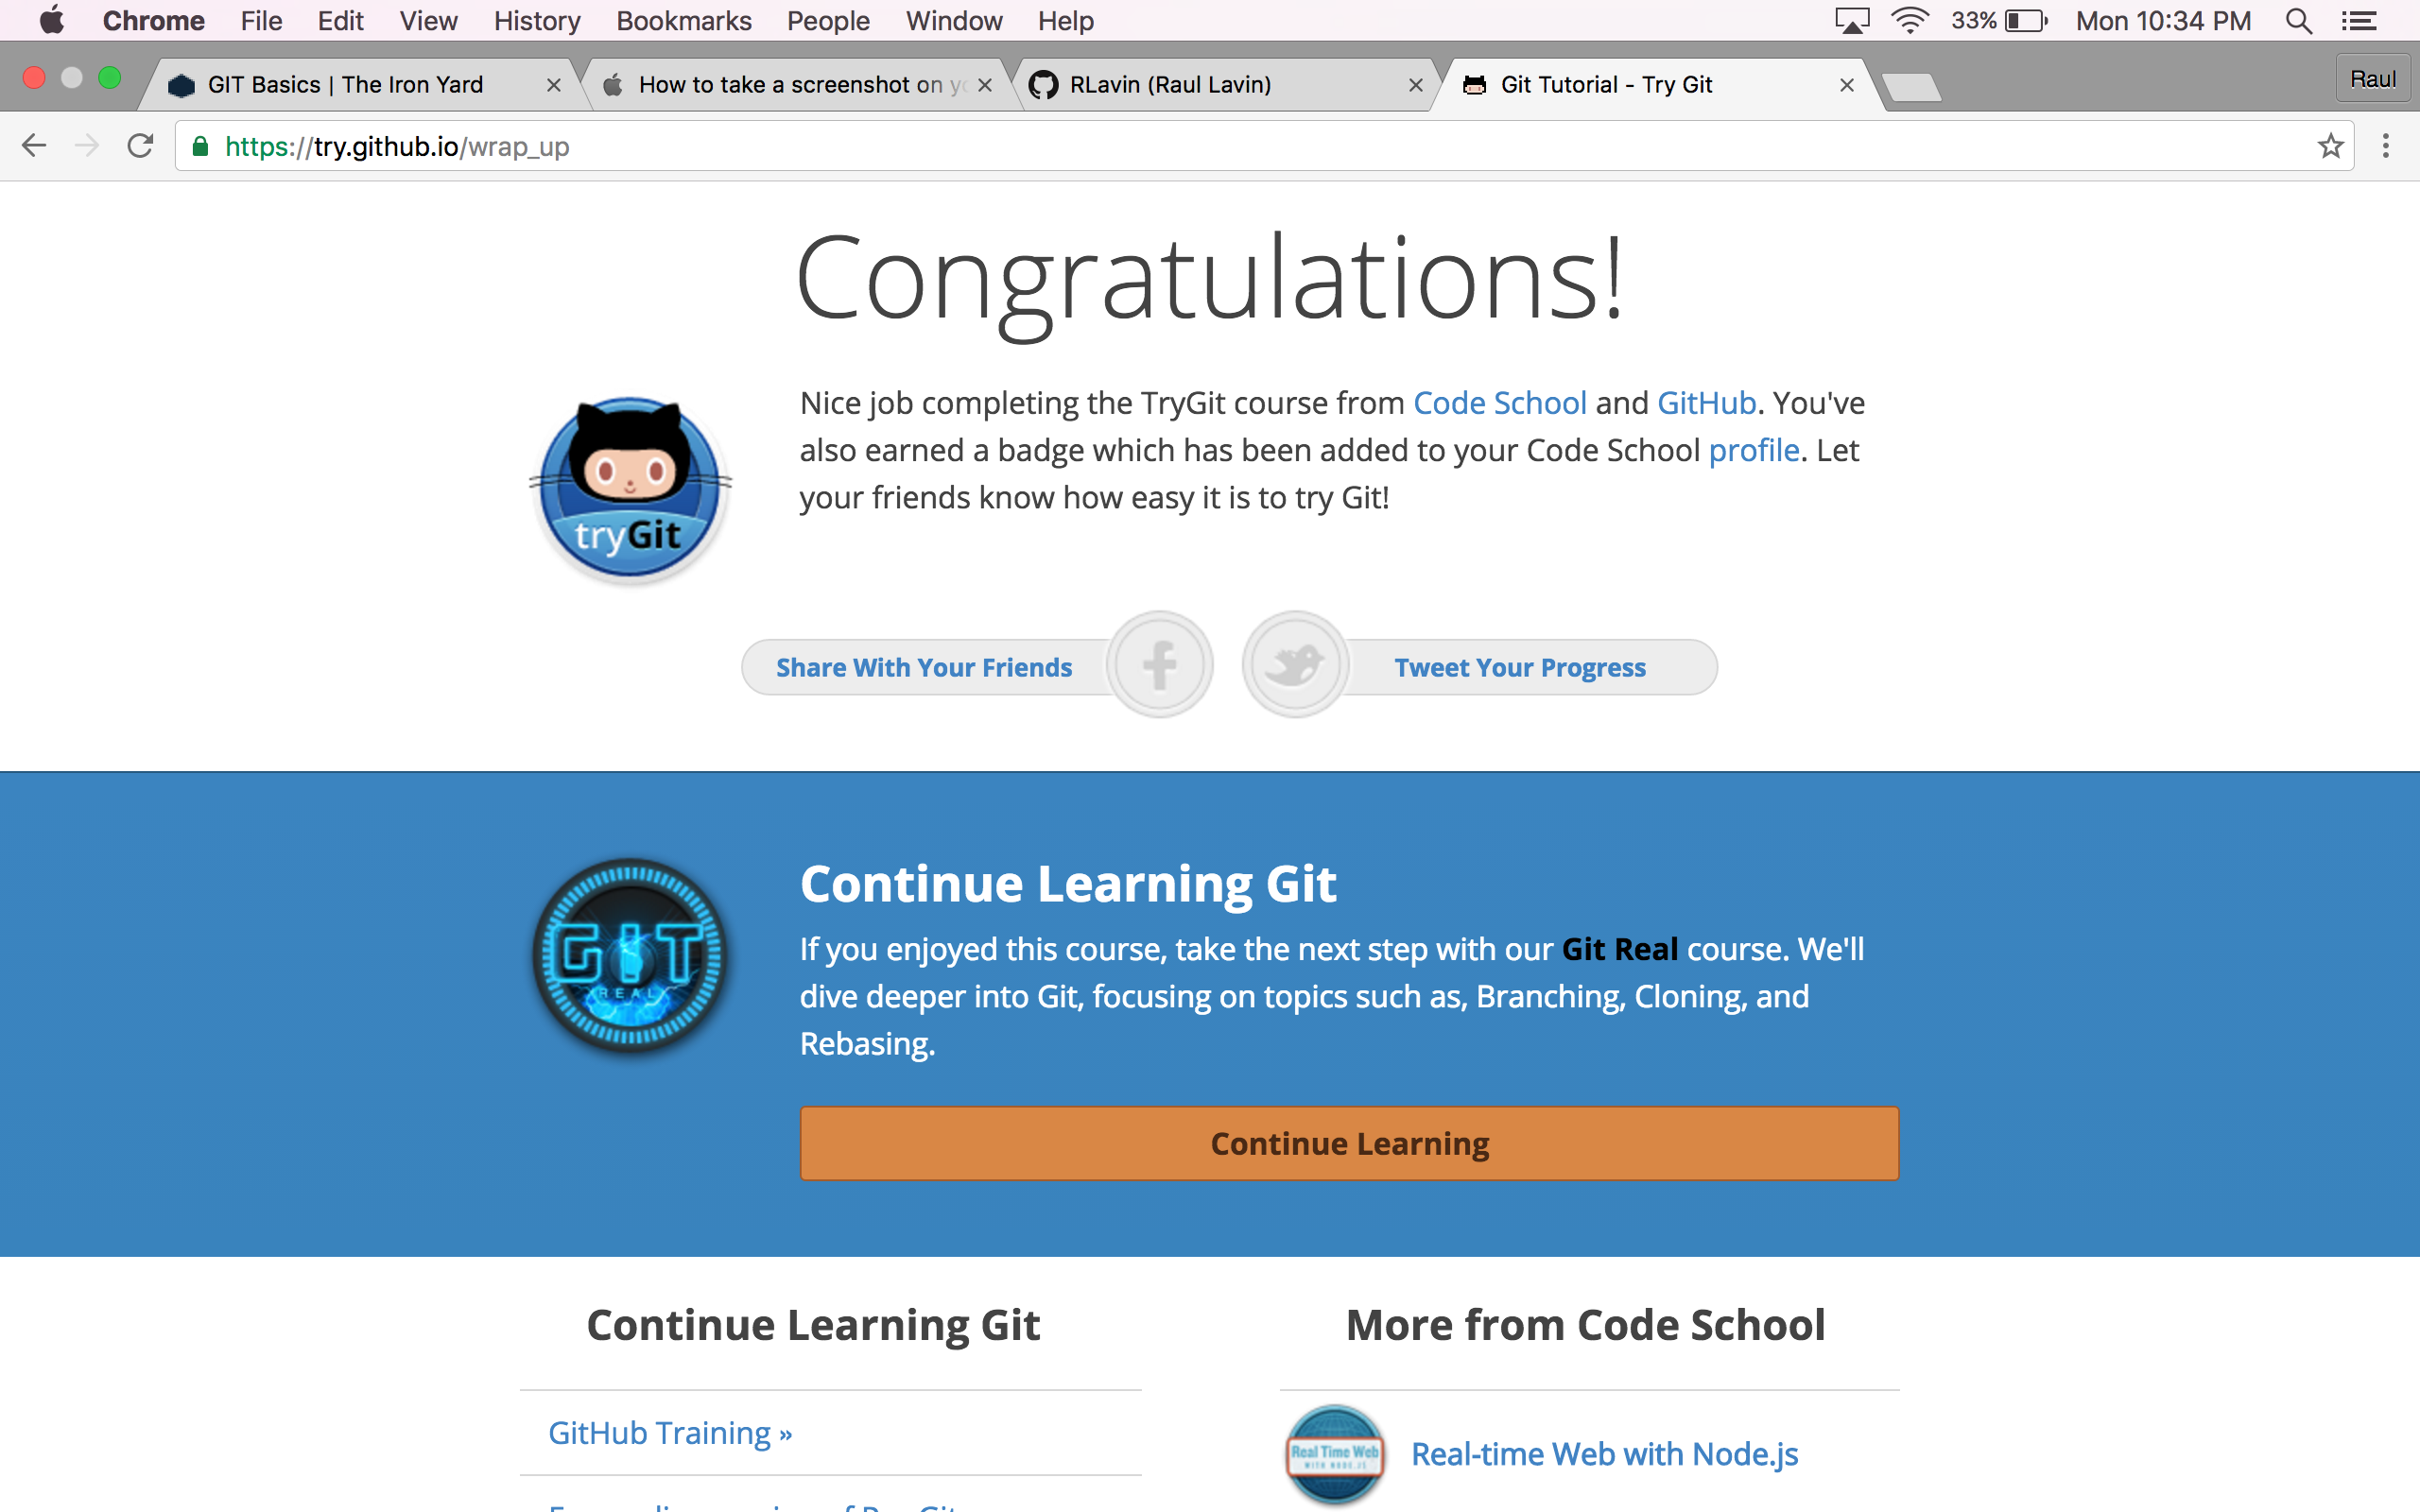 Chrome File Edit View History Bookmarks People Window Help 33% Mon 10:34 PM
GIT Basics | The Iron Yard How to take a screenshot on RLavin (Raul Lavin) Git Tutorial - Try Git Raul
https://try.github.io/wrap_up
Congratulations!
Nice job completing the TryGit course from Code School and GitHub. You've
also earned a badge which has been added to your Code School profile. Let
your friends know how easy it is to try Git!
tryGit
Share With Your Friends Tweet Your Progress
Continue Learning Git
If you enjoyed this course, take the next step with our Git Real course. We'll
dive deeper into Git, focusing on topics such as, Branching, Cloning, and
Rebasing.
GIT
REAL
Continue Learning
Continue Learning Git
More from Code School
GitHub Training »
Real Time Web
WITH NODE.JS
Real-time Web with Node.js